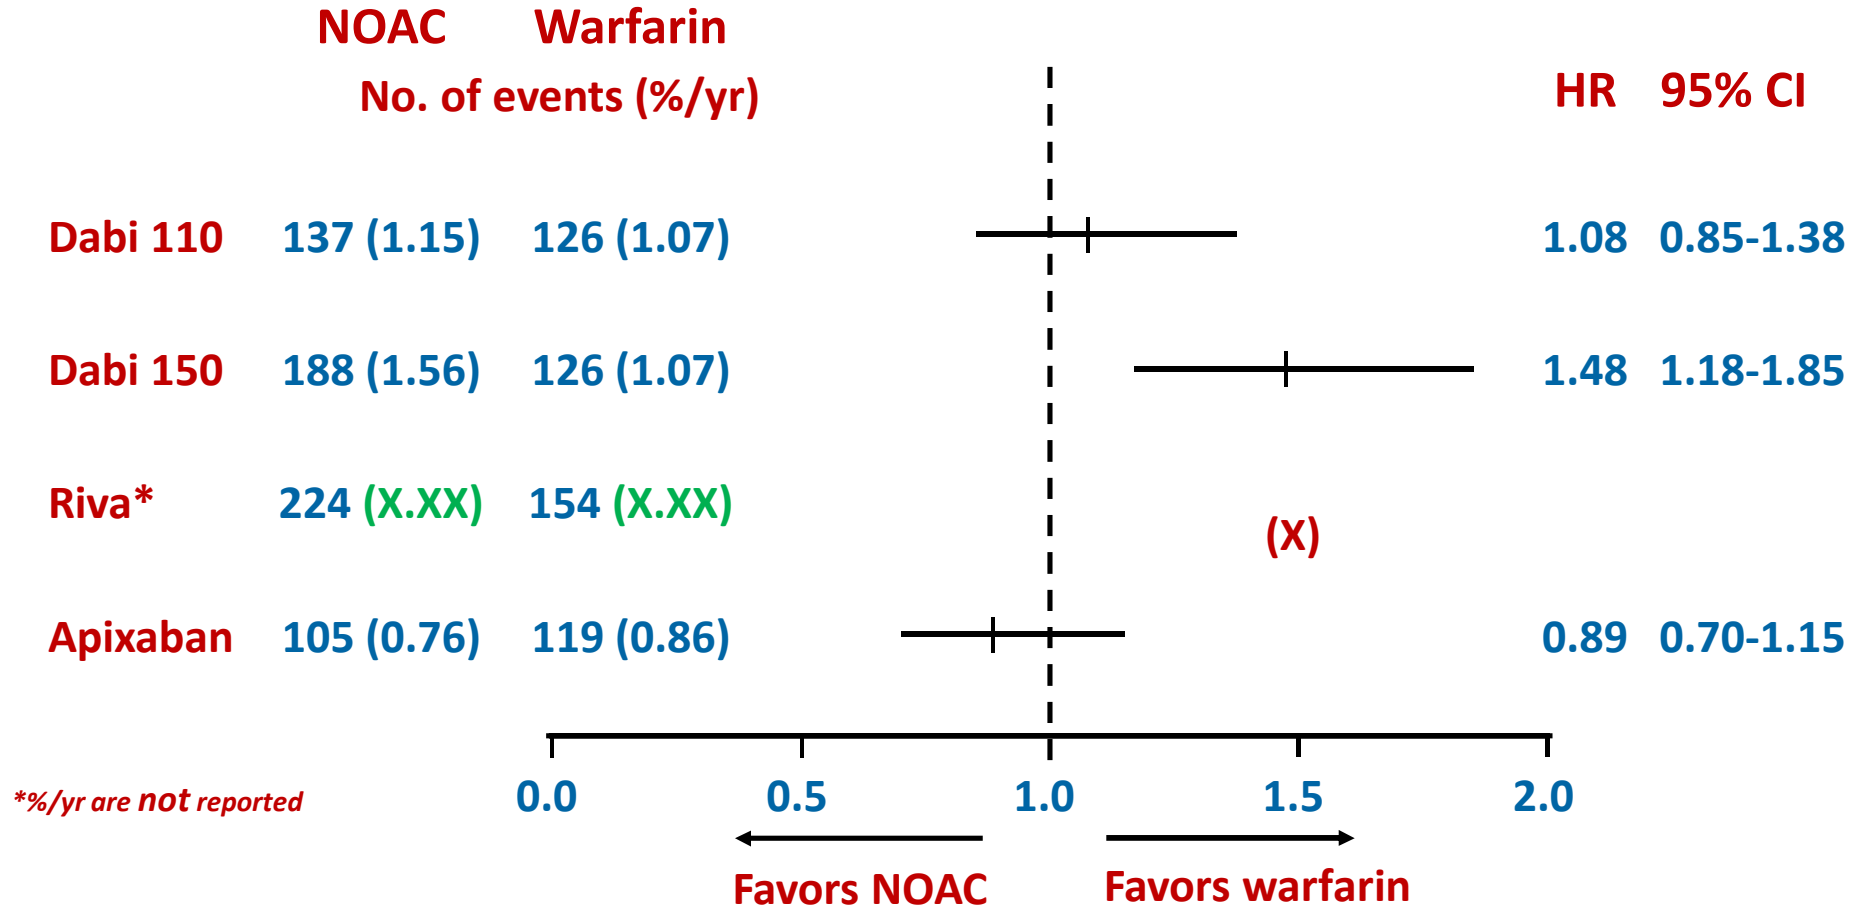 NOAC Warfarin
No. of events (%/yr)
HR 95% CI
Dabi 110 137 (1.15) 126 (1.07) 1.08 0.85-1.38
Dabi 150 188 (1.56) 126 (1.07) 1.48 1.18-1.85
Riva* 224 (X.XX) 154 (X.XX)
(X)
Apixaban 105 (0.76) 119 (0.86) 0.89 0.70-1.15
*%/yr are not reported
0.0 0.5 1.0 1.5 2.0
Favors NOAC Favors warfarin